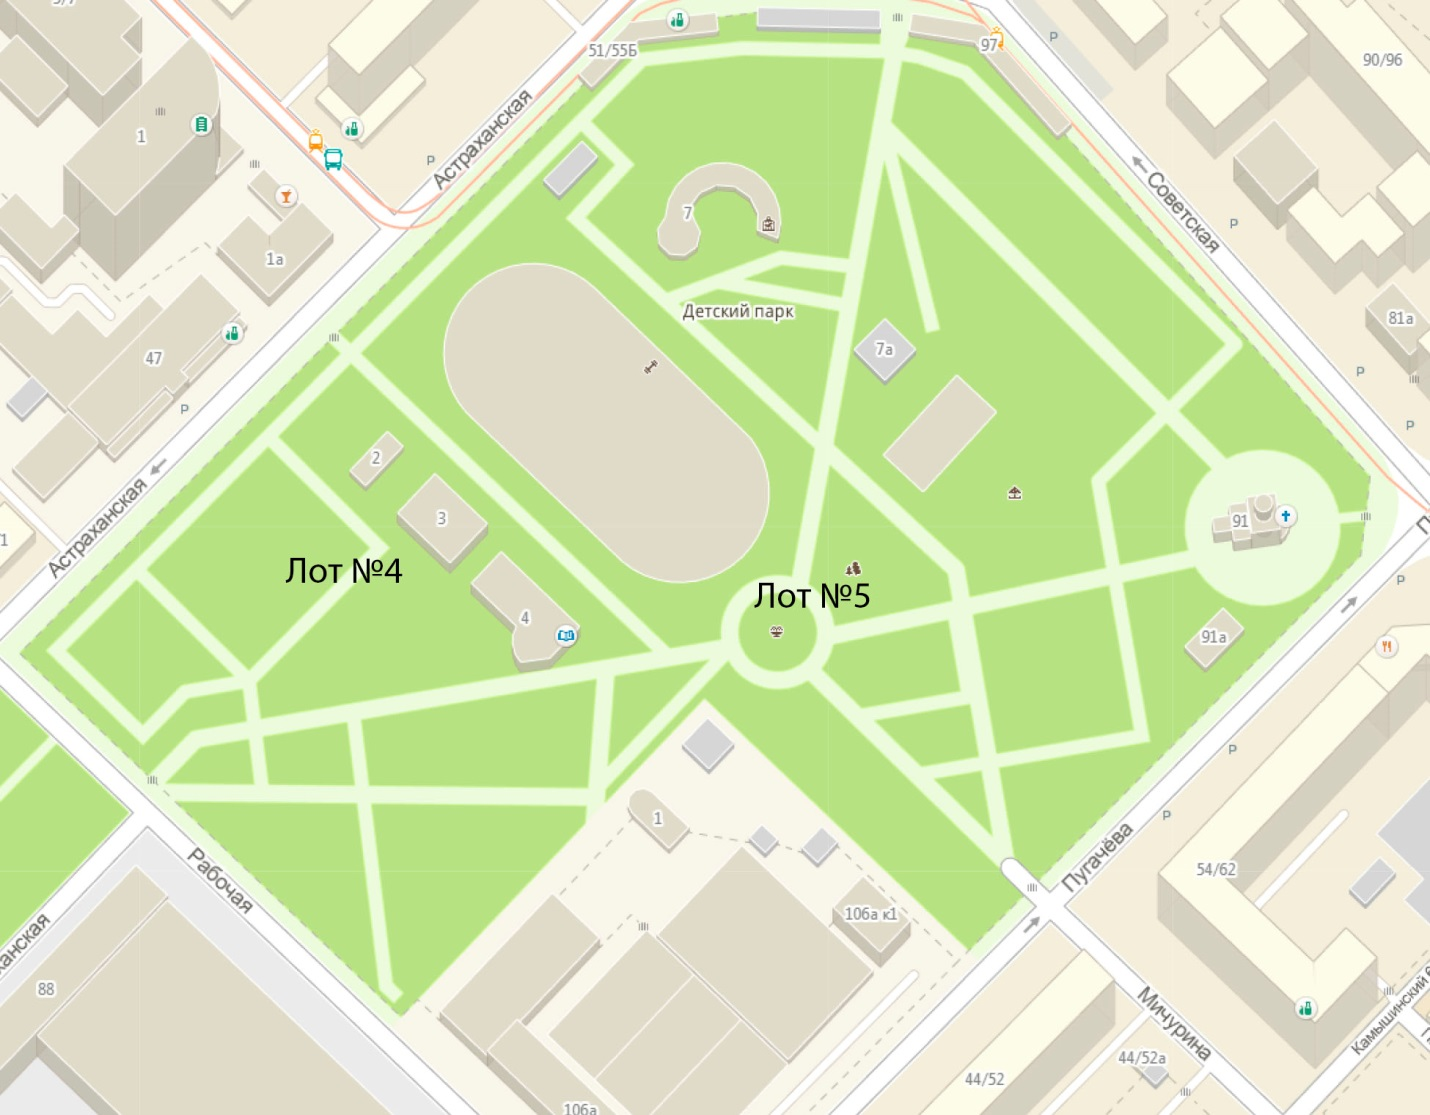 51/55Б
97
90/96
1
Астраханская
Р
Р
Советская
Р
7
1а
Детский парк
81а
7а
47
Р
Р
Р
2
3
91
Астраханская
Лот №4
Лот №5
4
91а
Р
Р
1
Пугачёва
Р
54/62
Рабочая
106а к1
88
Мичурина
44/52а
44/52
106а